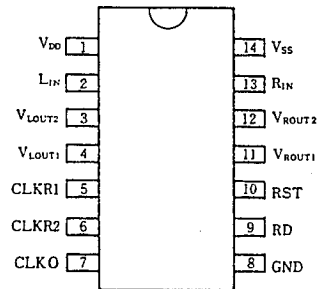 V_DD 1 14 V_SS
L_IN 2 13 R_IN
V_LOUT2 3 12 V_ROUT2
V_LOUT1 4 11 V_ROUT1
CLKR1 5 10 RST
CLKR2 6 9 RD
CLKO 7 8 GND